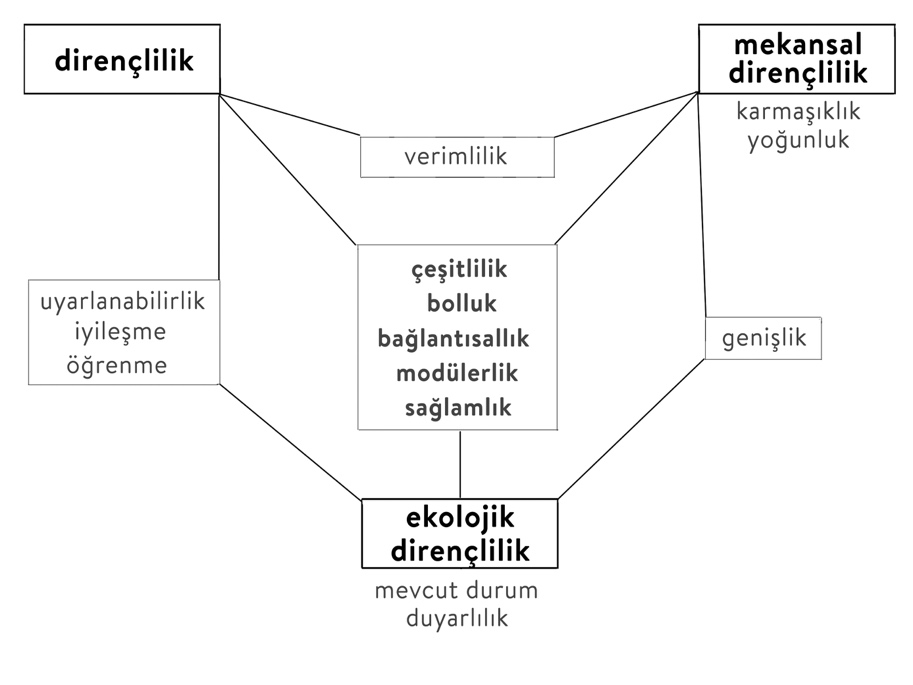 dirençlilik
mekansal
dirençlilik
karmaşıklık
yoğunluk
verimlilik
çeşitlilik
bolluk
bağlantısallık
modülerlik
sağlamlık
uyarlanabilirlik
iyileşme
öğrenme
genişlik
ekolojik
dirençlilik
mevcut durum
duyarlılık